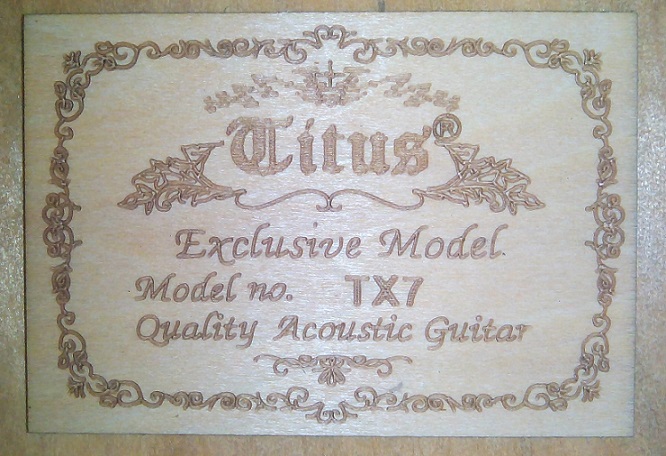 Titus®
Exclusive Model
Model no. TX7
Quality Acoustic Guitar